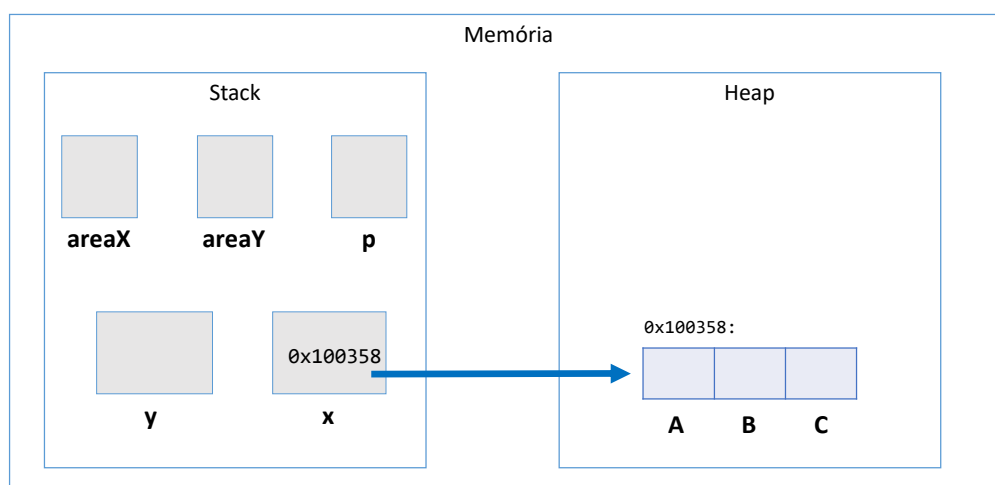 Memória
Stack
Heap
areaX areaY p
0x100358
y x
0x100358:
A B C